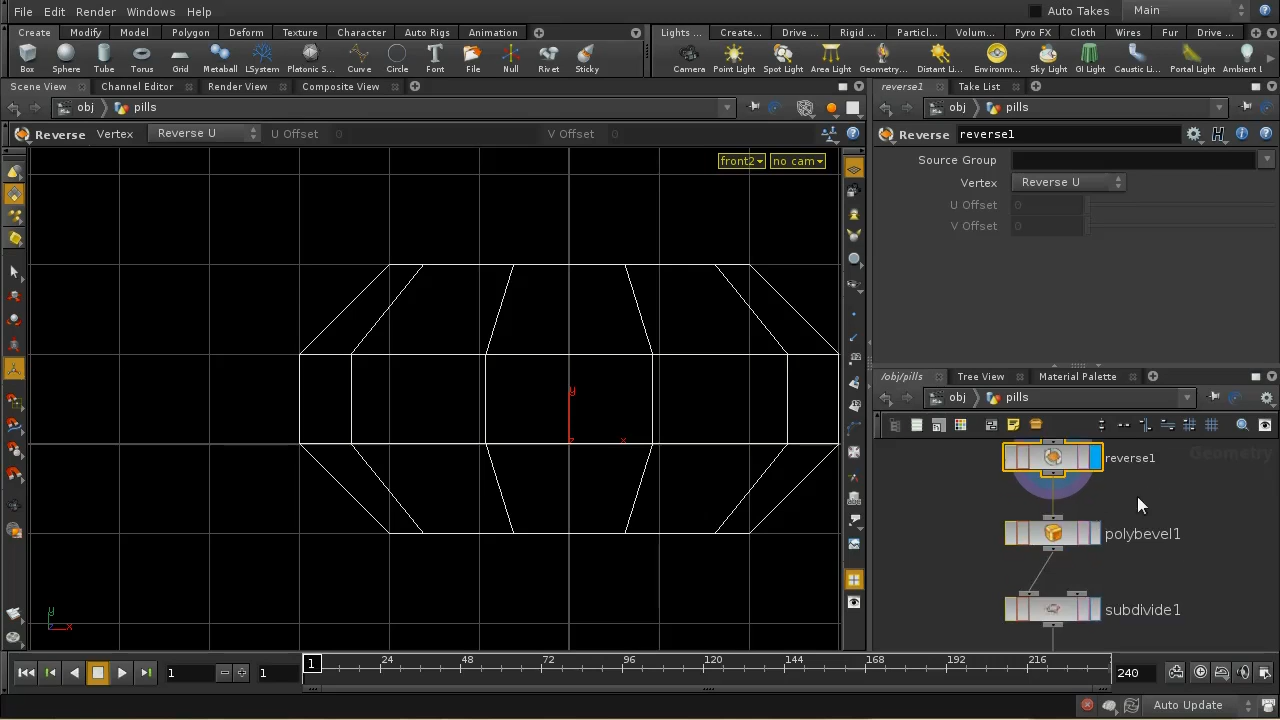 File Edit Render Windows Help Auto Takes Main
Create Modify Model Polygon Deform Texture Character Auto Rigs Animation Lights ... Create... Drive ... Rigid ... Particl... Volum... Pyro FX Cloth Wires Fur Drive ...
Box Sphere Tube Torus Grid Metaball LSystem Platonic S... Curve Circle Font File Null Rivet Sticky Camera Point Light Spot Light Area Light Geometry... Distant Li... Environm... Sky Light GI Light Caustic Li... Portal Light Ambient l
Scene View Channel Editor Render View Composite View reverse1 Take List
obj pills obj pills
Reverse Vertex Reverse U U Offset 0 V Offset 0 Reverse reverse1
front2 no cam Source Group
Vertex Reverse U
U Offset 0
V Offset 0
/obj/pills Tree View Material Palette
obj pills
y
z x
Geometry
reverse1
polybevel1
subdivide1
y
z x
1 1 1 24 48 72 96 120 144 168 192 216 240
Auto Update